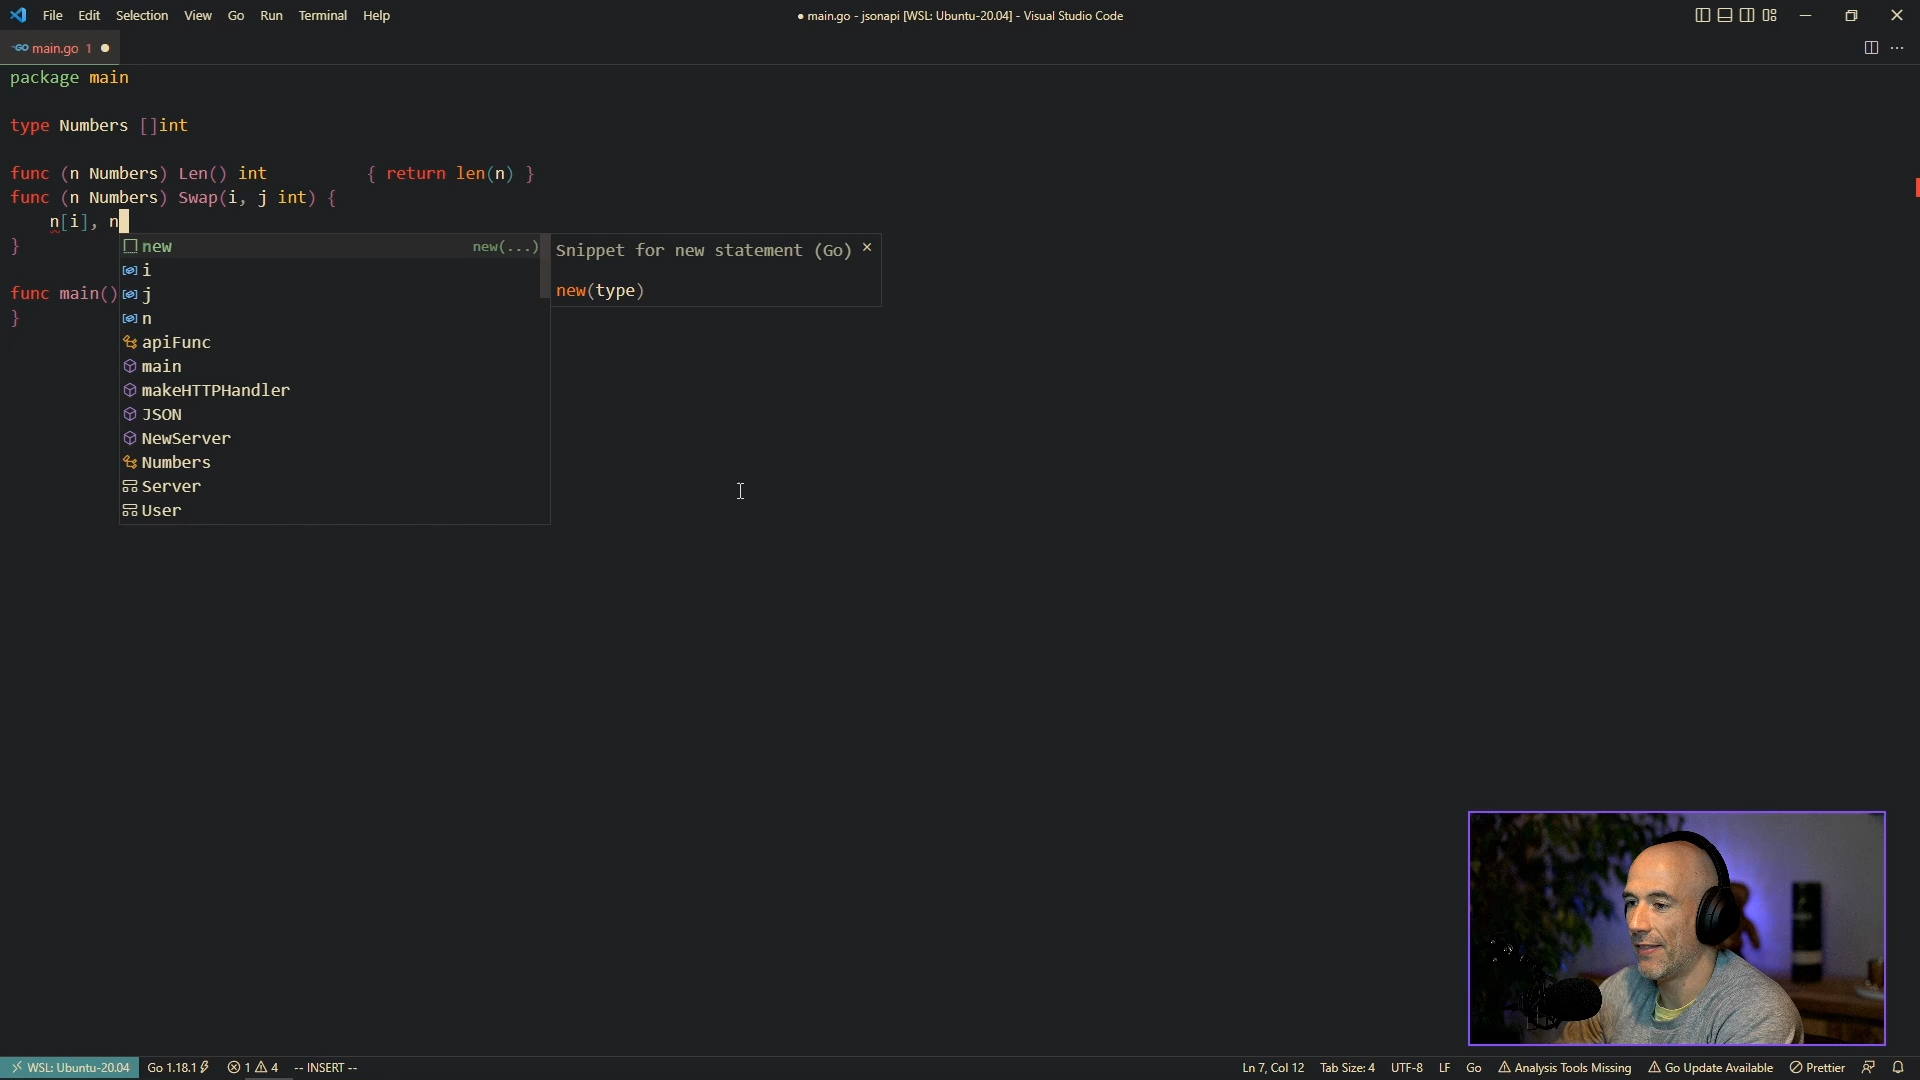 File Edit Selection View Go Run Terminal Help
● main.go - jsonapi [WSL: Ubuntu-20.04] - Visual Studio Code
GO main.go 1 ●
package main
type Numbers []int
func (n Numbers) Len() int          { return len(n) }
func (n Numbers) Swap(i, j int) {
    n[i], n
}
func main()
}
new new(...)
i
j
n
apiFunc
main
makeHTTPHandler
JSON
NewServer
Numbers
Server
User
Snippet for new statement (Go) ×
new(type)
WSL: Ubuntu-20.04 Go 1.18.1 1 4 -- INSERT -- Ln 7, Col 12 Tab Size: 4 UTF-8 LF Go Analysis Tools Missing Go Update Available Prettier